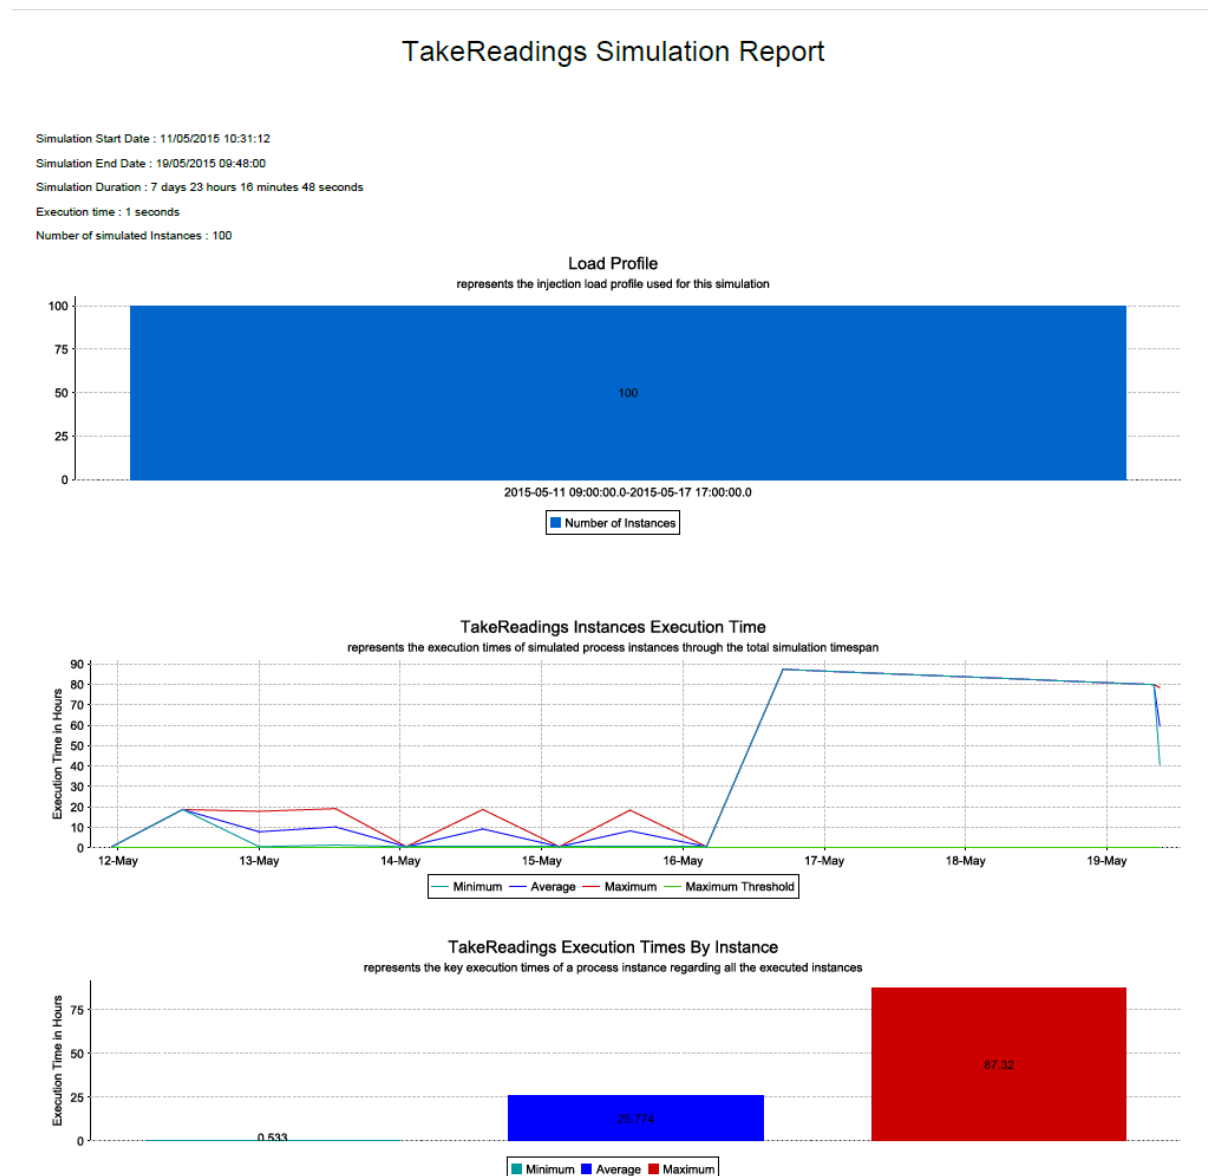 TakeReadings Simulation Report
Simulation Start Date : 11/05/2015 10:31:12
Simulation End Date : 19/05/2015 09:48:00
Simulation Duration : 7 days 23 hours 16 minutes 48 seconds
Execution time : 1 seconds
Number of simulated Instances : 100
Load Profile
represents the injection load profile used for this simulation
100
75
50
25
0
100
2015-05-11 09:00:00.0-2015-05-17 17:00:00.0
Number of Instances
TakeReadings Instances Execution Time
represents the execution times of simulated process instances through the total simulation timespan
Execution Time in Hours
90
80
70
60
50
40
30
20
10
0
12-May 13-May 14-May 15-May 16-May 17-May 18-May 19-May
Minimum Average Maximum Maximum Threshold
TakeReadings Execution Times By Instance
represents the key execution times of a process instance regarding all the executed instances
Execution Time in Hours
75
50
25
0
0.533
25.774
87.32
Minimum Average Maximum